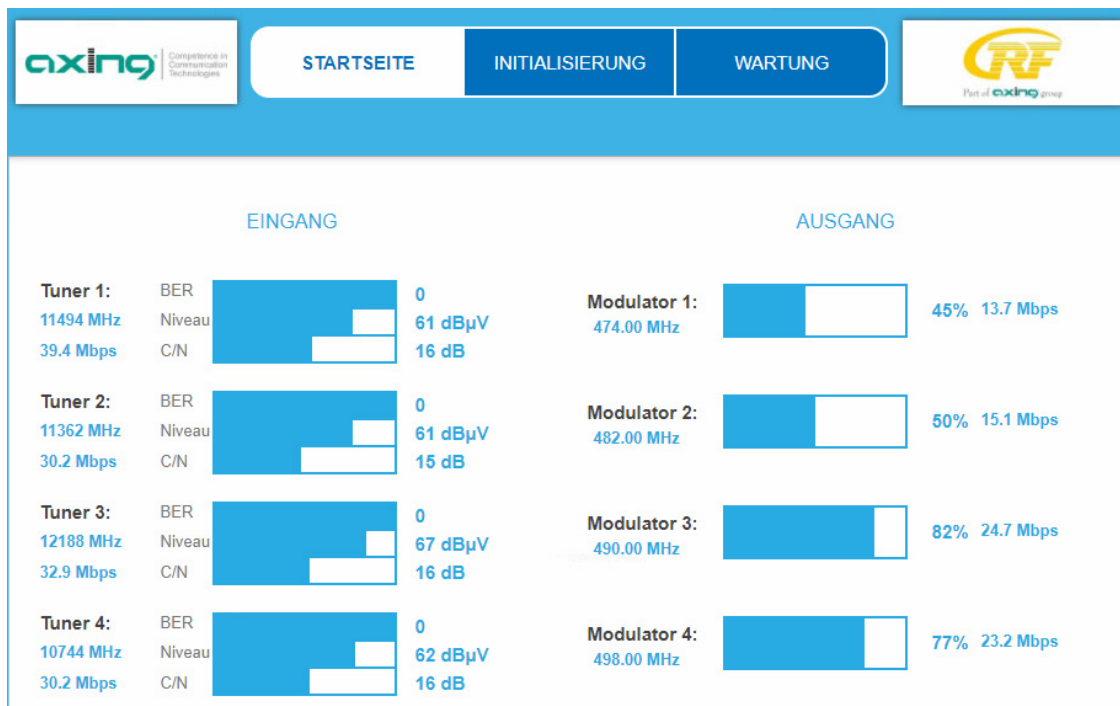 axing Competence in
Communication
Technologies
STARTSEITE
INITIALISIERUNG
WARTUNG
CRF
Part of axing group
EINGANG
AUSGANG
Tuner 1: BER 0
11494 MHz Niveau 61 dBµV
39.4 Mbps C/N 16 dB
Modulator 1:
474.00 MHz
45% 13.7 Mbps
Tuner 2: BER 0
11362 MHz Niveau 61 dBµV
30.2 Mbps C/N 15 dB
Modulator 2:
482.00 MHz
50% 15.1 Mbps
Tuner 3: BER 0
12188 MHz Niveau 67 dBµV
32.9 Mbps C/N 16 dB
Modulator 3:
490.00 MHz
82% 24.7 Mbps
Tuner 4: BER 0
10744 MHz Niveau 62 dBµV
30.2 Mbps C/N 16 dB
Modulator 4:
498.00 MHz
77% 23.2 Mbps